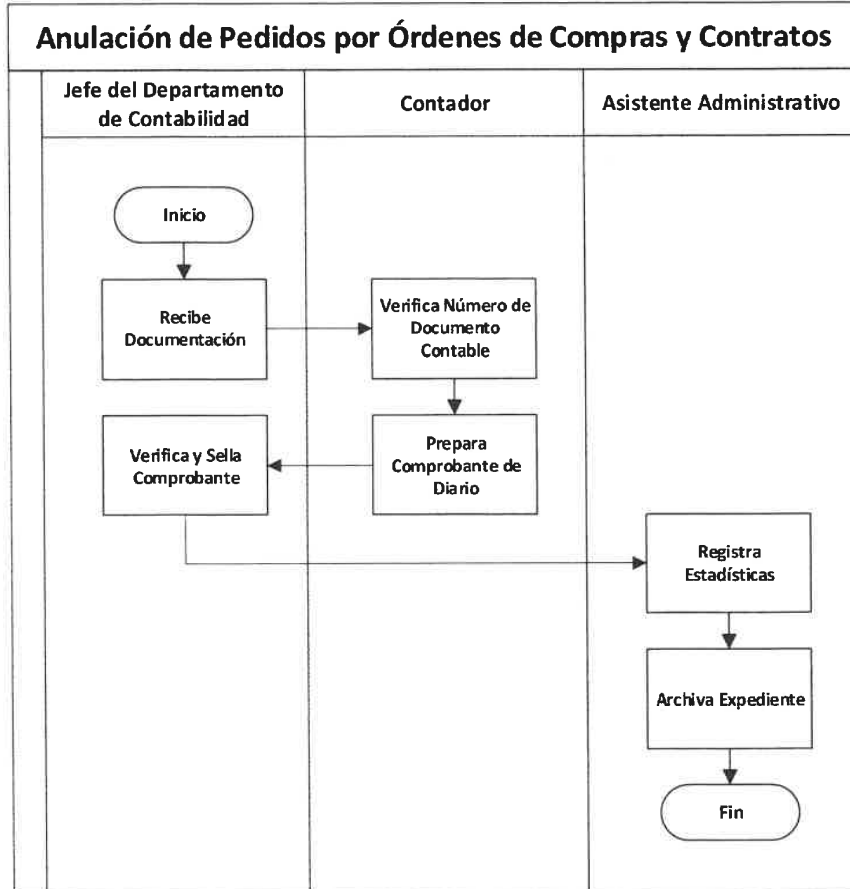 Anulación de Pedidos por Órdenes de Compras y Contratos
Jefe del Departamento
de Contabilidad
Contador
Asistente Administrativo
Inicio
Recibe
Documentación
Verifica Número de
Documento
Contable
Verifica y Sella
Comprobante
Prepara
Comprobante de
Diario
Registra
Estadísticas
Archiva Expediente
Fin